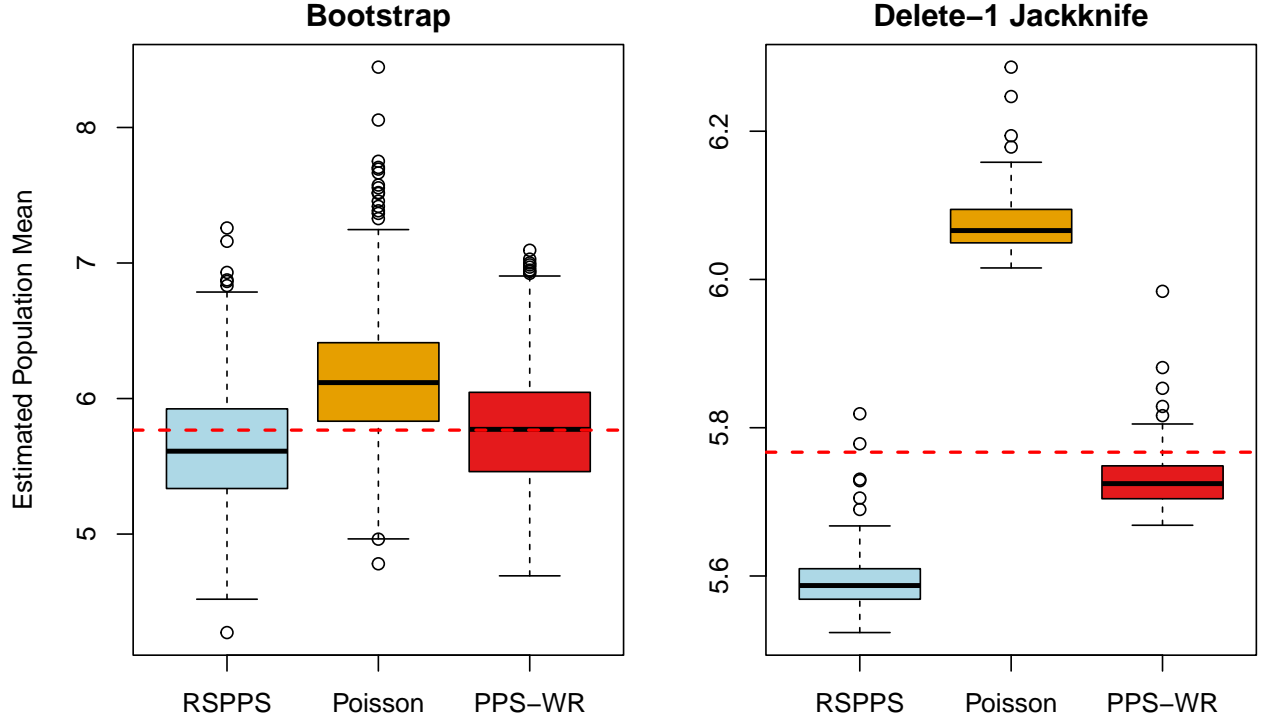 Bootstrap
Delete−1 Jackknife
Estimated Population Mean
8
7
6
5
6.2
6.0
5.8
5.6
RSPPS Poisson PPS−WR
RSPPS Poisson PPS−WR